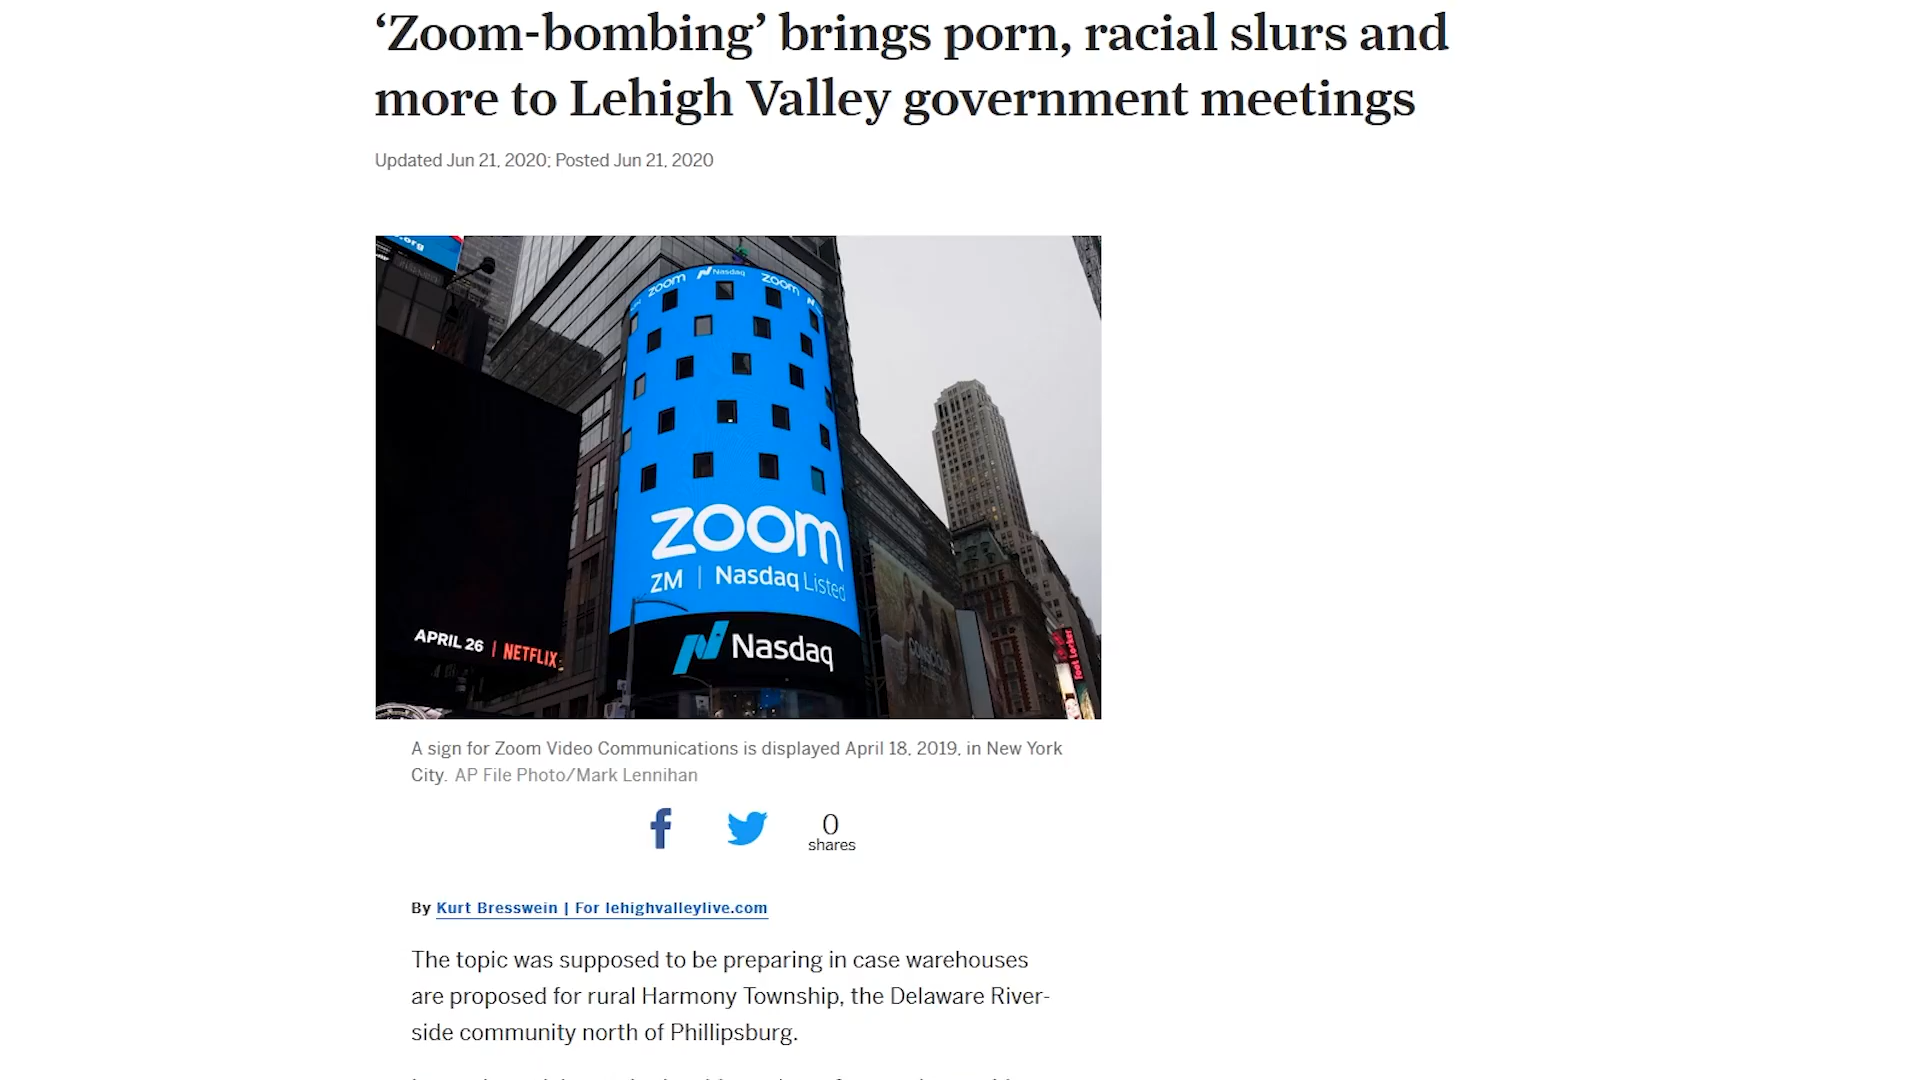 ‘Zoom-bombing’ brings porn, racial slurs and
more to Lehigh Valley government meetings
Updated Jun 21, 2020; Posted Jun 21, 2020
.org
zoom Nasdaq zoom
zoom
ZM | Nasdaq Listed
Nasdaq
APRIL 26 | NETFLIX
Foot Locker
A sign for Zoom Video Communications is displayed April 18, 2019, in New York
City. AP File Photo/Mark Lennihan
0
shares
By Kurt Bresswein | For lehighvalleylive.com
The topic was supposed to be preparing in case warehouses
are proposed for rural Harmony Township, the Delaware River-
side community north of Phillipsburg.